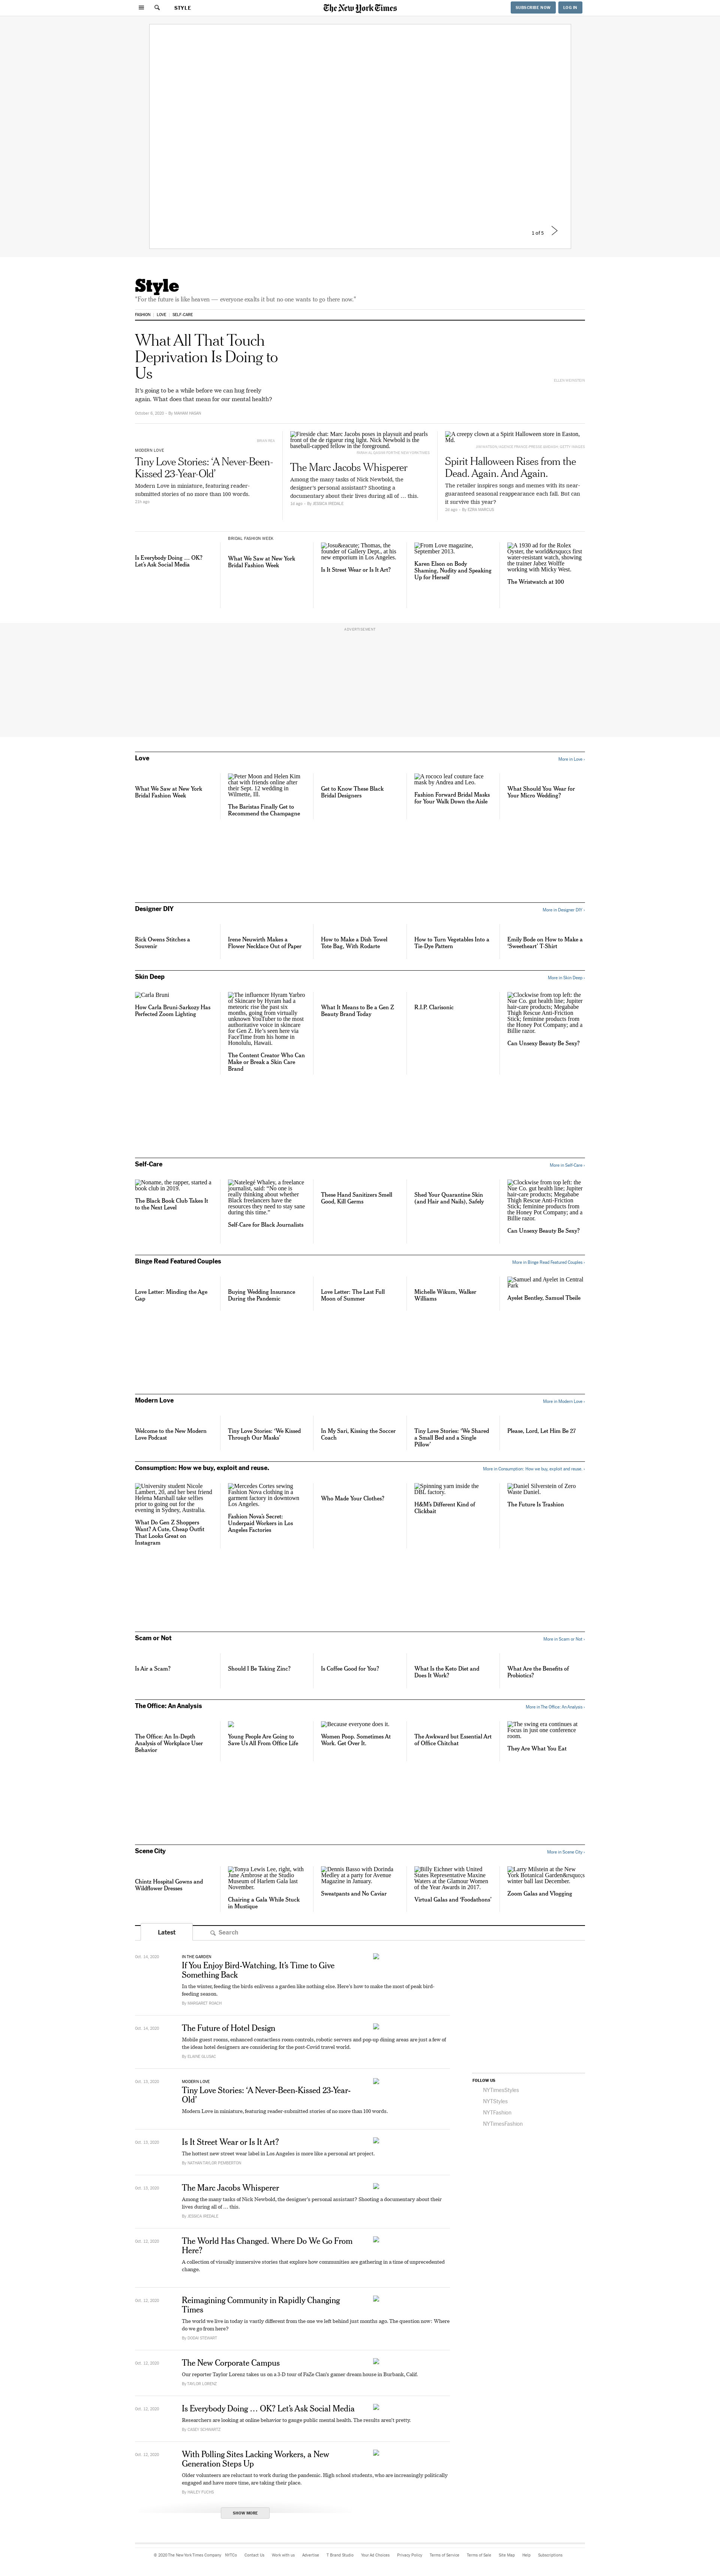 STYLE
The New York Times
SUBSCRIBE NOW
LOG IN
1 of 5
Style
“For the future is like heaven — everyone exalts it but no one wants to go there now.”
FASHION
LOVE
SELF-CARE
What All That Touch
Deprivation Is Doing to
Us
It’s going to be a while before we can hug freely
again. What does that mean for our mental health?
MODERN LOVE
Tiny Love Stories: ‘A Never-Been-
Kissed 23-Year-Old’
Modern Love in miniature, featuring reader-
submitted stories of no more than 100 words.
Fireside chat: Marc Jacobs poses in playsuit and pearls
front of the de rigueur ring light. Nick Newbold is the
baseball-capped fellow in the foreground.
The Marc Jacobs Whisperer
Among the many tasks of Nick Newbold, the
designer’s personal assistant? Shooting a
documentary about their lives during all of … this.
1d ago · By JESSICA IREDALE
A creepy clown at a Spirit Halloween store in Easton,
Md.
Spirit Halloween Rises from the
Dead. Again. And Again.
The retailer inspires songs and memes with its near-
guaranteed seasonal reappearance each fall. But can
it survive this year?
By EZRA MARCUS
Is Everybody Doing … OK?
Let’s Ask Social Media
BRIDAL FASHION WEEK
What We Saw at New York
Bridal Fashion Week
Josu&eacute; Thomas, the
founder of Gallery Dept., at his
new emporium in Los Angeles.
Is It Street Wear or Is It Art?
From Love magazine,
September 2013.
Karen Elson on Body
Shaming, Nudity and Speaking
Up for Herself
A 1930 ad for the Rolex
Oyster, the world&rsquo;s first
water-resistant watch, showing
the trainer Jabez Wolffe
working with Micky West.
The Wristwatch at 100
ADVERTISEMENT
Love
More in Love ›
What We Saw at New York
Bridal Fashion Week
Peter Moon and Helen Kim
chat with friends online after
their Sept. 12 wedding in
Wilmette, Ill.
The Baristas Finally Get to
Recommend the Champagne
Get to Know These Black
Bridal Designers
A rococo leaf couture face
mask by Andrea and Leo.
Fashion Forward Bridal Masks
for Your Walk Down the Aisle
What Should You Wear for
Your Micro Wedding?
Designer DIY
More in Designer DIY ›
Rick Owens Stitches a
Souvenir
Irene Neuwirth Makes a
Flower Necklace Out of Paper
How to Make a Dish Towel
Tote Bag, With Rodarte
How to Turn Vegetables Into a
Tie-Dye Pattern
Emily Bode on How to Make a
‘Sweetheart’ T-Shirt
Skin Deep
More in Skin Deep ›
Carla Bruni
How Carla Bruni-Sarkozy Has
Perfected Zoom Lighting
The influencer Hyram Yarbro
of Skincare by Hyram had a
meteoric rise the past six
months, going from virtually
unknown YouTuber to the most
authoritative voice in skincare
for Gen Z. He’s seen here via
FaceTime from his home in
Honolulu, Hawaii.
The Content Creator Who Can
Make or Break a Skin Care
Brand
What It Means to Be a Gen Z
Beauty Brand Today
R.I.P. Clarisonic
Clockwise from top left: the
Nue Co. gut health line; Jupiter
hair-care products; Megababe
Thigh Rescue Anti-Friction
Stick; feminine products from
the Honey Pot Company; and a
Billie razor.
Can Unsexy Beauty Be Sexy?
Self-Care
More in Self-Care ›
Noname, the rapper, started a
book club in 2019.
The Black Book Club Takes It
to the Next Level
Natelegé Whaley, a freelance
journalist, said: “No one is
really thinking about whether
Black freelancers have the
resources they need to stay sane
during this time.”
Self-Care for Black Journalists
These Hand Sanitizers Smell
Good, Kill Germs
Shed Your Quarantine Skin
(and Hair and Nails), Safely
Clockwise from top left: the
Nue Co. gut health line; Jupiter
hair-care products; Megababe
Thigh Rescue Anti-Friction
Stick; feminine products from
the Honey Pot Company; and a
Billie razor.
Can Unsexy Beauty Be Sexy?
Binge Read Featured Couples
More in Binge Read Featured Couples ›
Love Letter: Minding the Age
Gap
Buying Wedding Insurance
During the Pandemic
Love Letter: The Last Full
Moon of Summer
Michelle Wikum, Walker
Williams
Samuel and Ayelet in Central
Park
Ayelet Bentley, Samuel Tbeile
Modern Love
More in Modern Love ›
Welcome to the New Modern
Love Podcast
Tiny Love Stories: ‘We Kissed
Through Our Masks’
In My Sari, Kissing the Soccer
Coach
Tiny Love Stories: ‘We Shared
a Small Bed and a Single
Pillow’
Please, Lord, Let Him Be 27
Consumption: How we buy, exploit and reuse.
More in Consumption: How we buy, exploit and reuse. ›
University student Nicole
Lambert, 20, and her best friend
Helena Marshall take selfies
prior to going out for the
evening in Sydney, Australia.
What Do Gen Z Shoppers
Want? A Cute, Cheap Outfit
That Looks Great on
Instagram
Mercedes Cortes sewing
Fashion Nova clothing in a
garment factory in downtown
Los Angeles.
Fashion Nova’s Secret:
Underpaid Workers in Los
Angeles Factories
Who Made Your Clothes?
Spinning yarn inside the
DBL factory.
H&M’s Different Kind of
Clickbait
Daniel Silverstein of Zero
Waste Daniel.
The Future Is Trashion
Scam or Not
More in Scam or Not ›
Is Air a Scam?
Should I Be Taking Zinc?
Is Coffee Good for You?
What Is the Keto Diet and
Does It Work?
What Are the Benefits of
Probiotics?
The Office: An Analysis
More in The Office: An Analysis ›
The Office: An In-Depth
Analysis of Workplace User
Behavior
Young People Are Going to
Save Us All From Office Life
Because everyone does it.
Women Poop. Sometimes At
Work. Get Over It.
The Awkward but Essential Art
of Office Chitchat
The swing era continues at
Focus in just one conference
room.
They Are What You Eat
Scene City
More in Scene City ›
Chintz Hospital Gowns and
Wildflower Dresses
Tonya Lewis Lee, right, with
June Ambrose at the Studio
Museum of Harlem Gala last
November.
Chairing a Gala While Stuck
in Mustique
Dennis Basso with Dorinda
Medley at a party for Avenue
Magazine in January.
Sweatpants and No Caviar
Billy Eichner with United
States Representative Maxine
Waters at the Glamour Women
of the Year Awards in 2017.
Virtual Galas and ‘Foodathons’
Larry Milstein at the New
York Botanical Garden&rsquo;s
winter ball last December.
Zoom Galas and Vlogging
Latest
Search
Oct. 14, 2020
IN THE GARDEN
If You Enjoy Bird-Watching, It’s Time to Give
Something Back
In the winter, feeding the birds enlivens a garden like nothing else. Here’s how to make the most of peak bird-
feeding season.
By MARGARET ROACH
Oct. 14, 2020
The Future of Hotel Design
Mobile guest rooms, enhanced contactless room controls, robotic servers and pop-up dining areas are just a few of
the ideas hotel designers are considering for the post-Covid travel world.
By ELAINE GLUSAC
Oct. 13, 2020
MODERN LOVE
Tiny Love Stories: ‘A Never-Been-Kissed 23-Year-
Old’
Modern Love in miniature, featuring reader-submitted stories of no more than 100 words.
FOLLOW US
NYTimesStyles
NYTStyles
NYTFashion
NYTimesFashion
Oct. 13, 2020
Is It Street Wear or Is It Art?
The hottest new street wear label in Los Angeles is more like a personal art project.
By NATHAN TAYLOR PEMBERTON
Oct. 13, 2020
The Marc Jacobs Whisperer
Among the many tasks of Nick Newbold, the designer’s personal assistant? Shooting a documentary about their
lives during all of … this.
By JESSICA IREDALE
Oct. 12, 2020
The World Has Changed. Where Do We Go From
Here?
A collection of visually immersive stories that explore how communities are gathering in a time of unprecedented
change.
Oct. 12, 2020
Reimagining Community in Rapidly Changing
Times
The world we live in today is vastly different from the one we left behind just months ago. The question now: Where
do we go from here?
By DODAI STEWART
Oct. 12, 2020
The New Corporate Campus
Our reporter Taylor Lorenz takes us on a 3-D tour of FaZe Clan’s gamer dream house in Burbank, Calif.
By TAYLOR LORENZ
Oct. 12, 2020
Is Everybody Doing … OK? Let’s Ask Social Media
Researchers are looking at online behavior to gauge public mental health. The results aren’t pretty.
By CASEY SCHWARTZ
Oct. 12, 2020
With Polling Sites Lacking Workers, a New
Generation Steps Up
Older volunteers are reluctant to work during the pandemic. High school students, who are increasingly politically
engaged and have more time, are taking their place.
By HALEY FUCHS
SHOW MORE
© 2020 The New York Times Company
NYTCo
Contact Us
Work with us
Advertise
T Brand Studio
Your Ad Choices
Privacy Policy
Terms of Service
Terms of Sale
Site Map
Help
Subscriptions